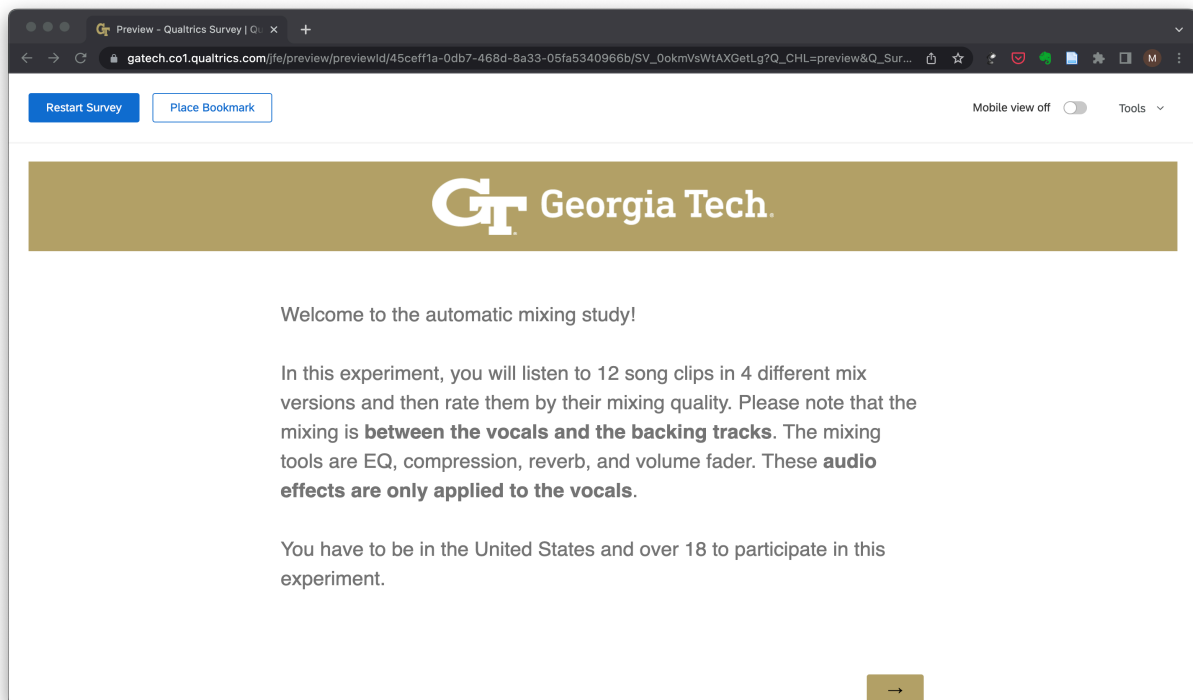 Preview - Qualtrics Survey | Qu
gatech.co1.qualtrics.com/jfe/preview/previewId/45ceff1a-0db7-468d-8a33-05fa5340966b/SV_0okmVsWtAXGetLg?Q_CHL=preview&Q_Sur...
M
Restart Survey
Place Bookmark
Mobile view off
Tools
GT Georgia Tech.
Welcome to the automatic mixing study!
In this experiment, you will listen to 12 song clips in 4 different mix
versions and then rate them by their mixing quality. Please note that the
mixing is between the vocals and the backing tracks. The mixing
tools are EQ, compression, reverb, and volume fader. These audio
effects are only applied to the vocals.
You have to be in the United States and over 18 to participate in this
experiment.
→